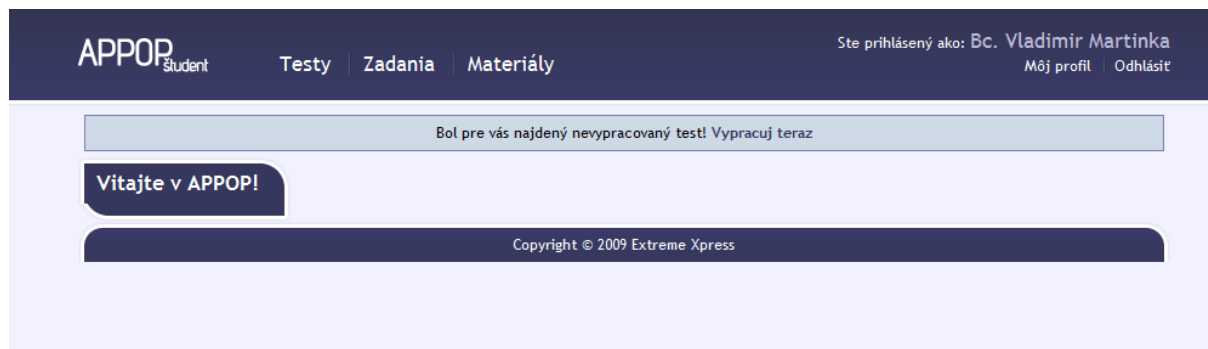 APPOP študent
Testy Zadania Materiály
Ste prihlásený ako: Bc. Vladimir Martinka
Môj profil Odhlásiť
Bol pre vás najdený nevypracovaný test! Vypracuj teraz
Vitajte v APPOP!
Copyright © 2009 Extreme Xpress